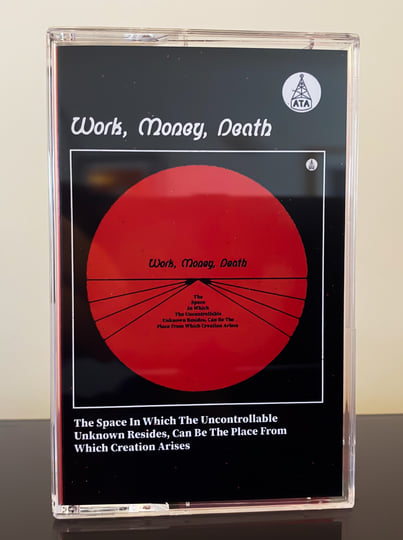 ATA
Work, Money, Death
Work, Money, Death
The
Space
In Which
The Uncontrollable
Unknown Resides, Can Be The
Place From Which Creation Arises
The Space In Which The Uncontrollable
Unknown Resides, Can Be The Place From
Which Creation Arises